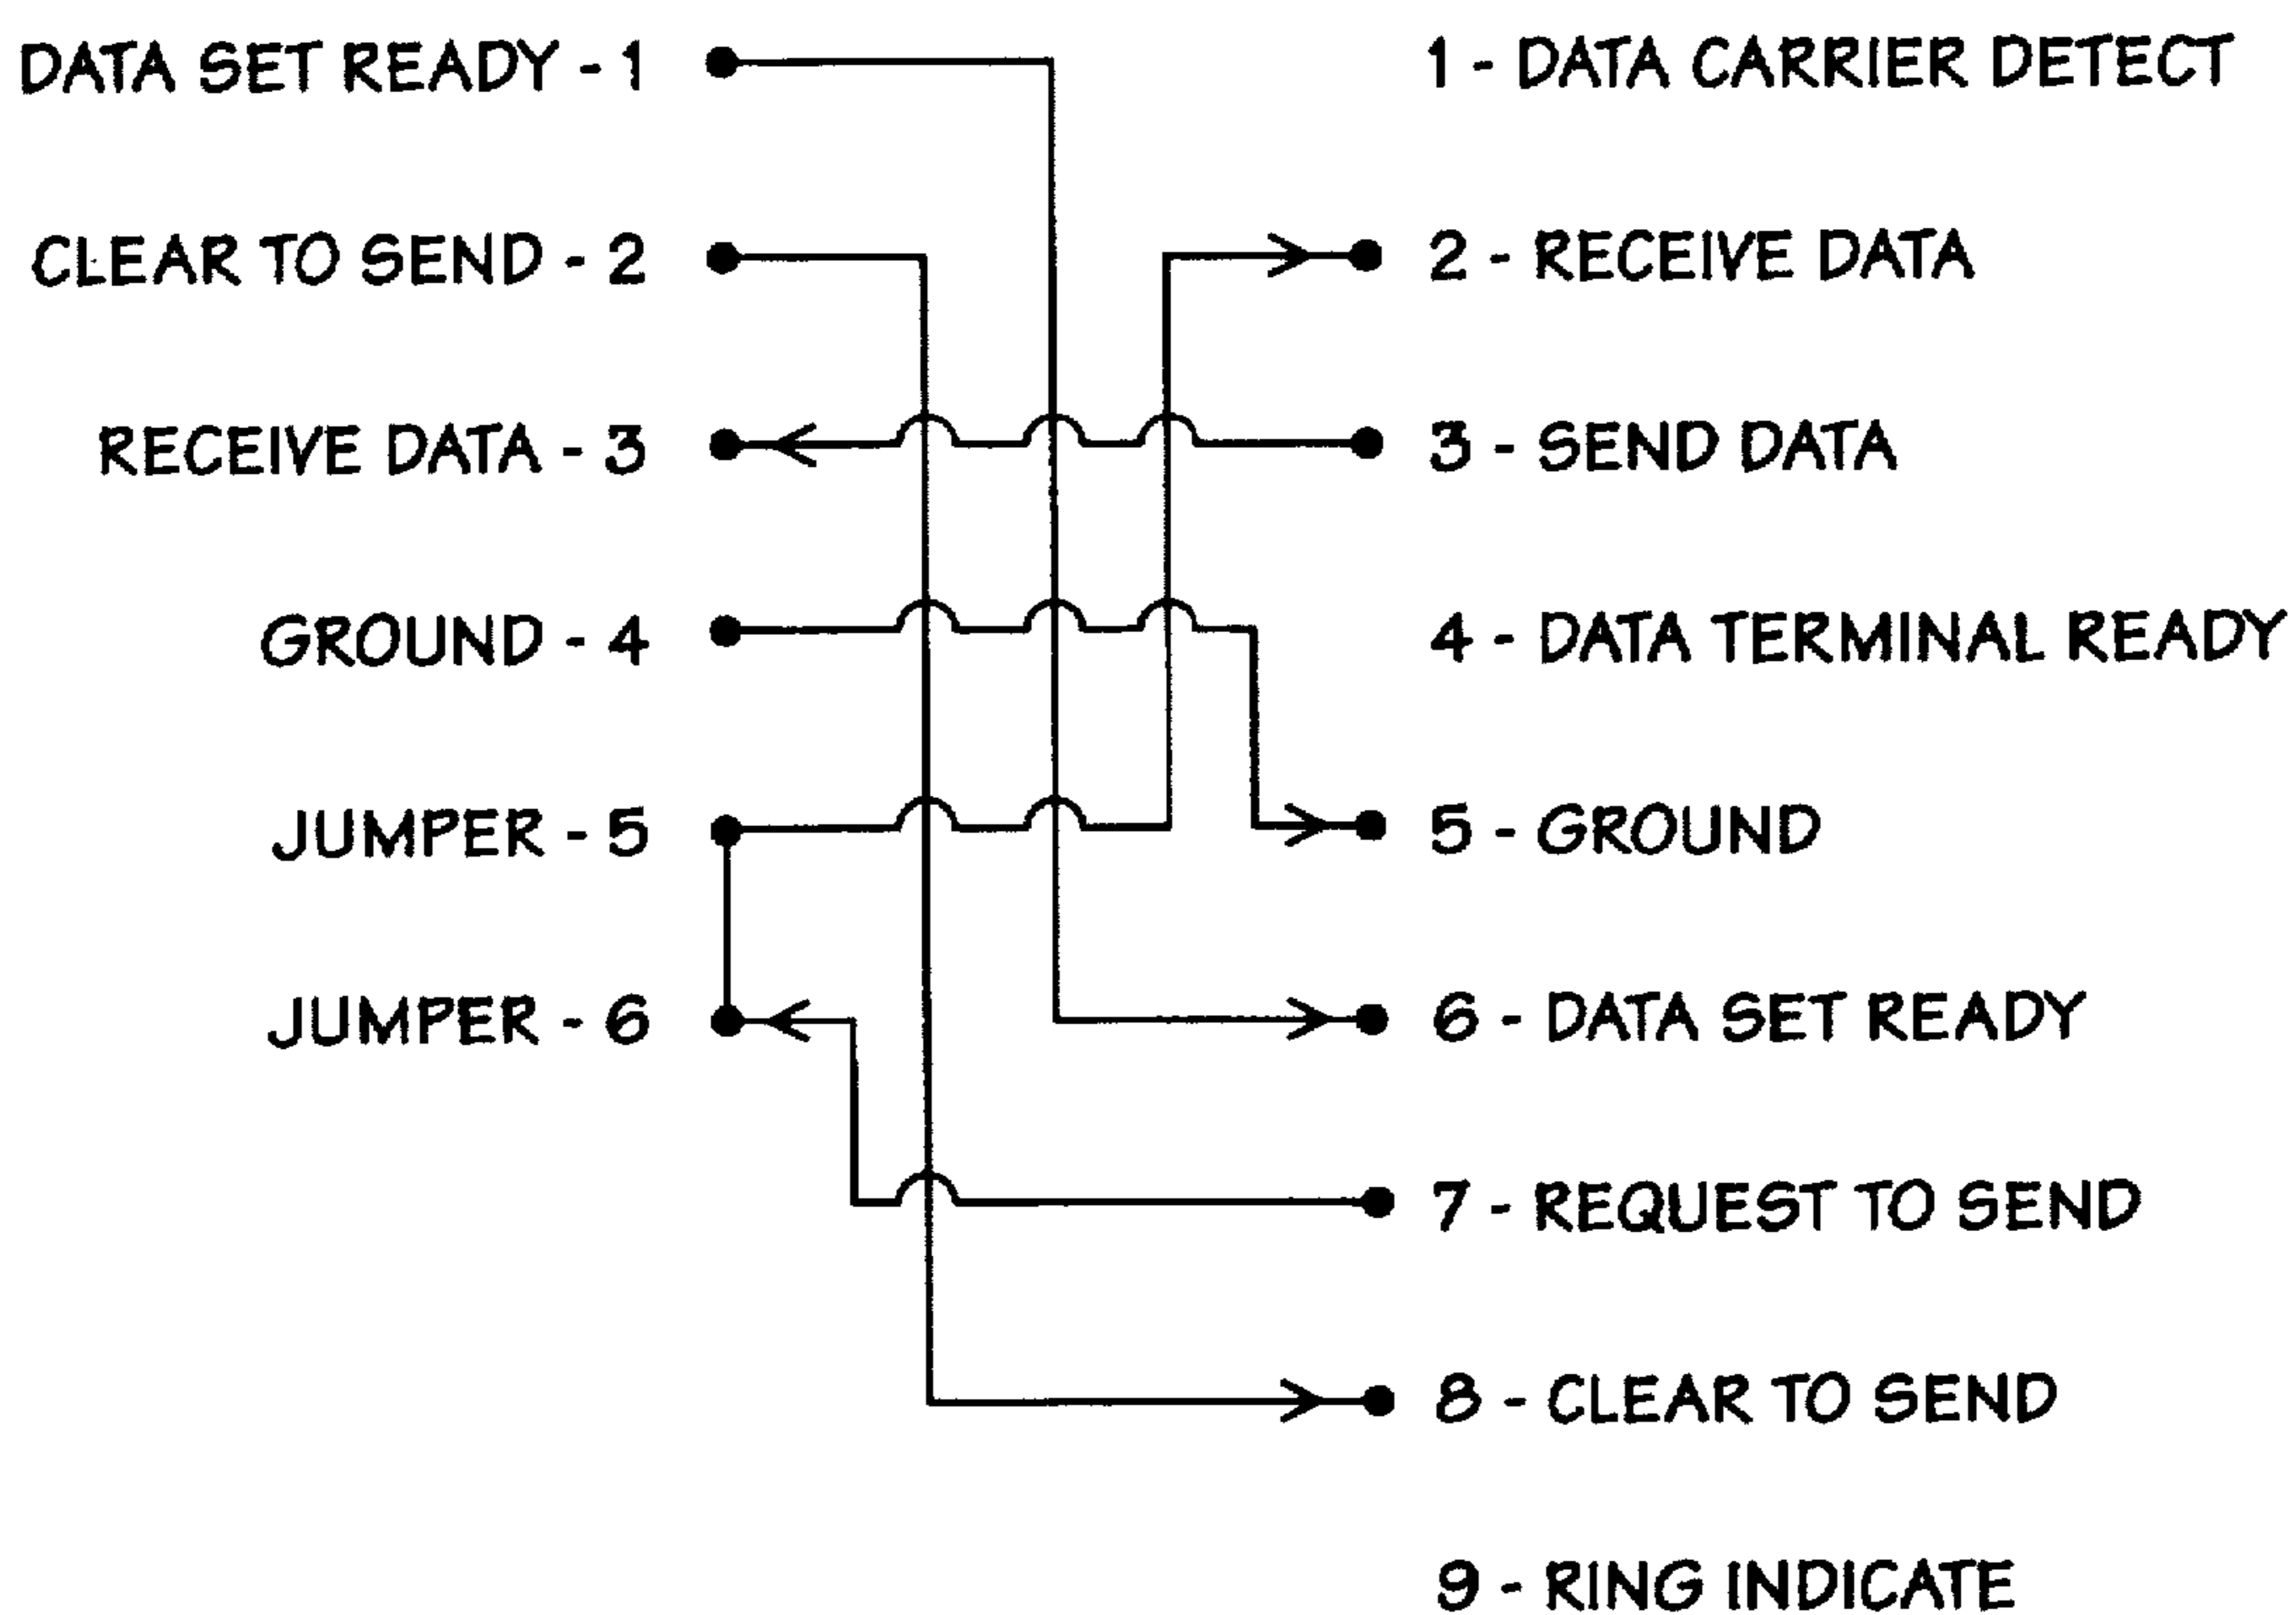 DATA SET READY - 1
1 - DATA CARRIER DETECT
CLEAR TO SEND - 2
2 - RECEIVE DATA
RECEIVE DATA - 3
3 - SEND DATA
GROUND - 4
4 - DATA TERMINAL READY
JUMPER - 5
5 - GROUND
JUMPER - 6
6 - DATA SET READY
7 - REQUEST TO SEND
8 - CLEAR TO SEND
9 - RING INDICATE